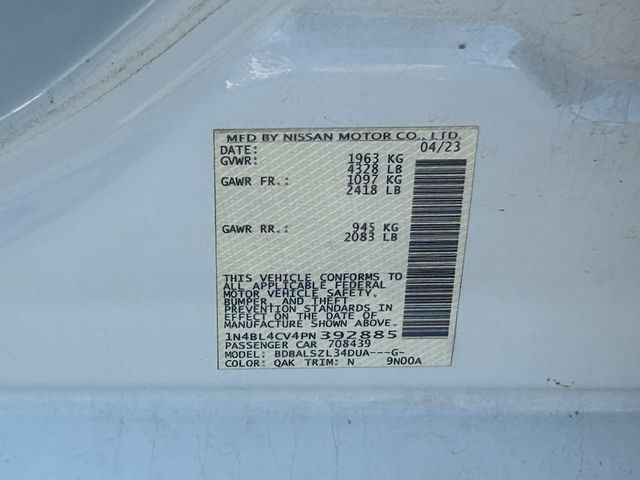 MFD BY NISSAN MOTOR CO., LTD.
DATE: 04/23
GVWR: 1963 KG
4328 LB
GAWR FR.: 1097 KG
2418 LB
GAWR RR.: 945 KG
2083 LB
THIS VEHICLE CONFORMS TO
ALL APPLICABLE FEDERAL
MOTOR VEHICLE SAFETY,
BUMPER, AND THEFT
PREVENTION STANDARDS IN
EFFECT ON THE DATE OF
MANUFACTURE SHOWN ABOVE.
1N4BL4CV4PN392885
PASSENGER CAR 708439
MODEL: BDBALSZL34DUA---G-
COLOR: QAK TRIM: N 9N00A